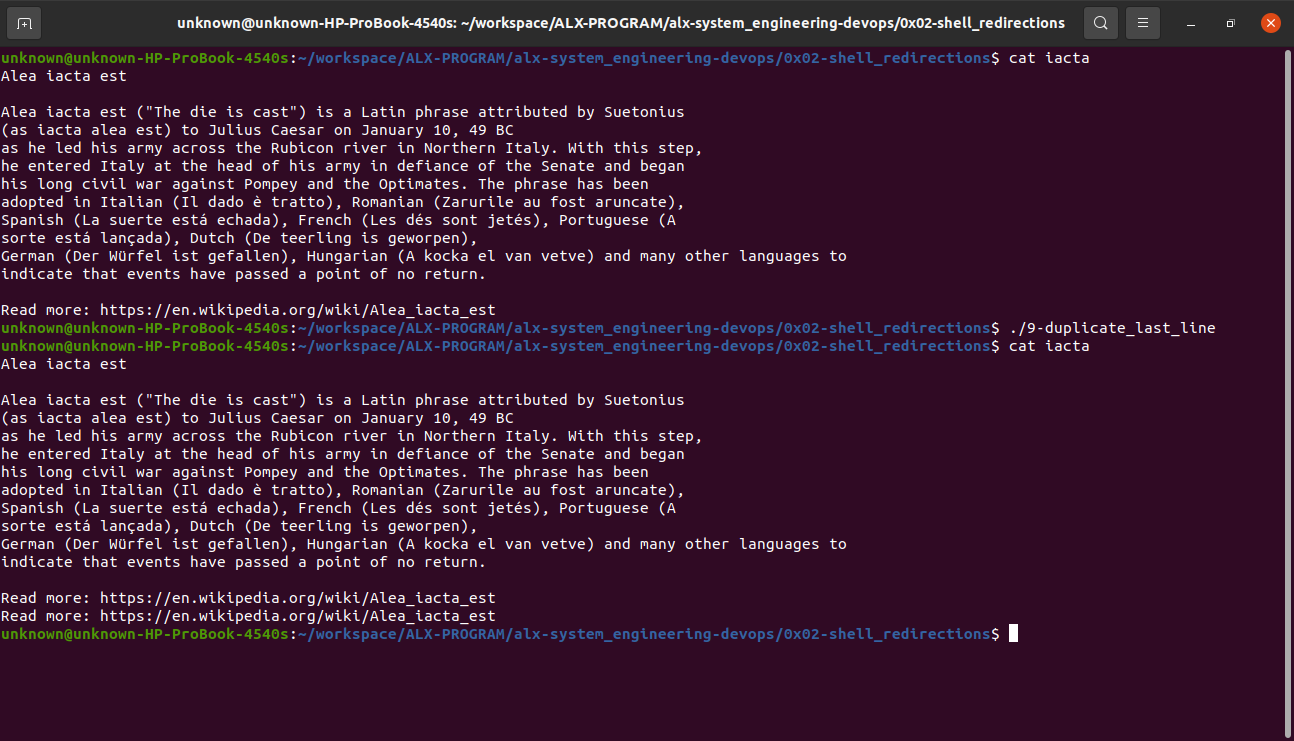 unknown@unknown-HP-ProBook-4540s: ~/workspace/ALX-PROGRAM/alx-system_engineering-devops/0x02-shell_redirections
unknown@unknown-HP-ProBook-4540s:~/workspace/ALX-PROGRAM/alx-system_engineering-devops/0x02-shell_redirections$ cat iacta
Alea iacta est

Alea iacta est ("The die is cast") is a Latin phrase attributed by Suetonius
(as iacta alea est) to Julius Caesar on January 10, 49 BC
as he led his army across the Rubicon river in Northern Italy. With this step,
he entered Italy at the head of his army in defiance of the Senate and began
his long civil war against Pompey and the Optimates. The phrase has been
adopted in Italian (Il dado è tratto), Romanian (Zarurile au fost aruncate),
Spanish (La suerte está echada), French (Les dés sont jetés), Portuguese (A
sorte está lançada), Dutch (De teerling is geworpen),
German (Der Würfel ist gefallen), Hungarian (A kocka el van vetve) and many other languages to
indicate that events have passed a point of no return.

Read more: https://en.wikipedia.org/wiki/Alea_iacta_est
unknown@unknown-HP-ProBook-4540s:~/workspace/ALX-PROGRAM/alx-system_engineering-devops/0x02-shell_redirections$ ./9-duplicate_last_line
unknown@unknown-HP-ProBook-4540s:~/workspace/ALX-PROGRAM/alx-system_engineering-devops/0x02-shell_redirections$ cat iacta
Alea iacta est

Alea iacta est ("The die is cast") is a Latin phrase attributed by Suetonius
(as iacta alea est) to Julius Caesar on January 10, 49 BC
as he led his army across the Rubicon river in Northern Italy. With this step,
he entered Italy at the head of his army in defiance of the Senate and began
his long civil war against Pompey and the Optimates. The phrase has been
adopted in Italian (Il dado è tratto), Romanian (Zarurile au fost aruncate),
Spanish (La suerte está echada), French (Les dés sont jetés), Portuguese (A
sorte está lançada), Dutch (De teerling is geworpen),
German (Der Würfel ist gefallen), Hungarian (A kocka el van vetve) and many other languages to
indicate that events have passed a point of no return.

Read more: https://en.wikipedia.org/wiki/Alea_iacta_est
Read more: https://en.wikipedia.org/wiki/Alea_iacta_est
unknown@unknown-HP-ProBook-4540s:~/workspace/ALX-PROGRAM/alx-system_engineering-devops/0x02-shell_redirections$